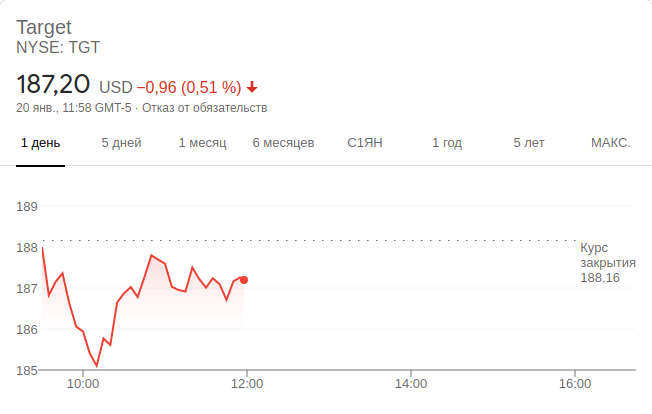 Target
NYSE: TGT
187,20 USD −0,96 (0,51 %)
20 янв., 11:58 GMT-5 · Отказ от обязательств
1 день 5 дней 1 месяц 6 месяцев С1ЯН 1 год 5 лет МАКС.
189
188
187
186
185
Курс
закрытия
188,16
10:00 12:00 14:00 16:00